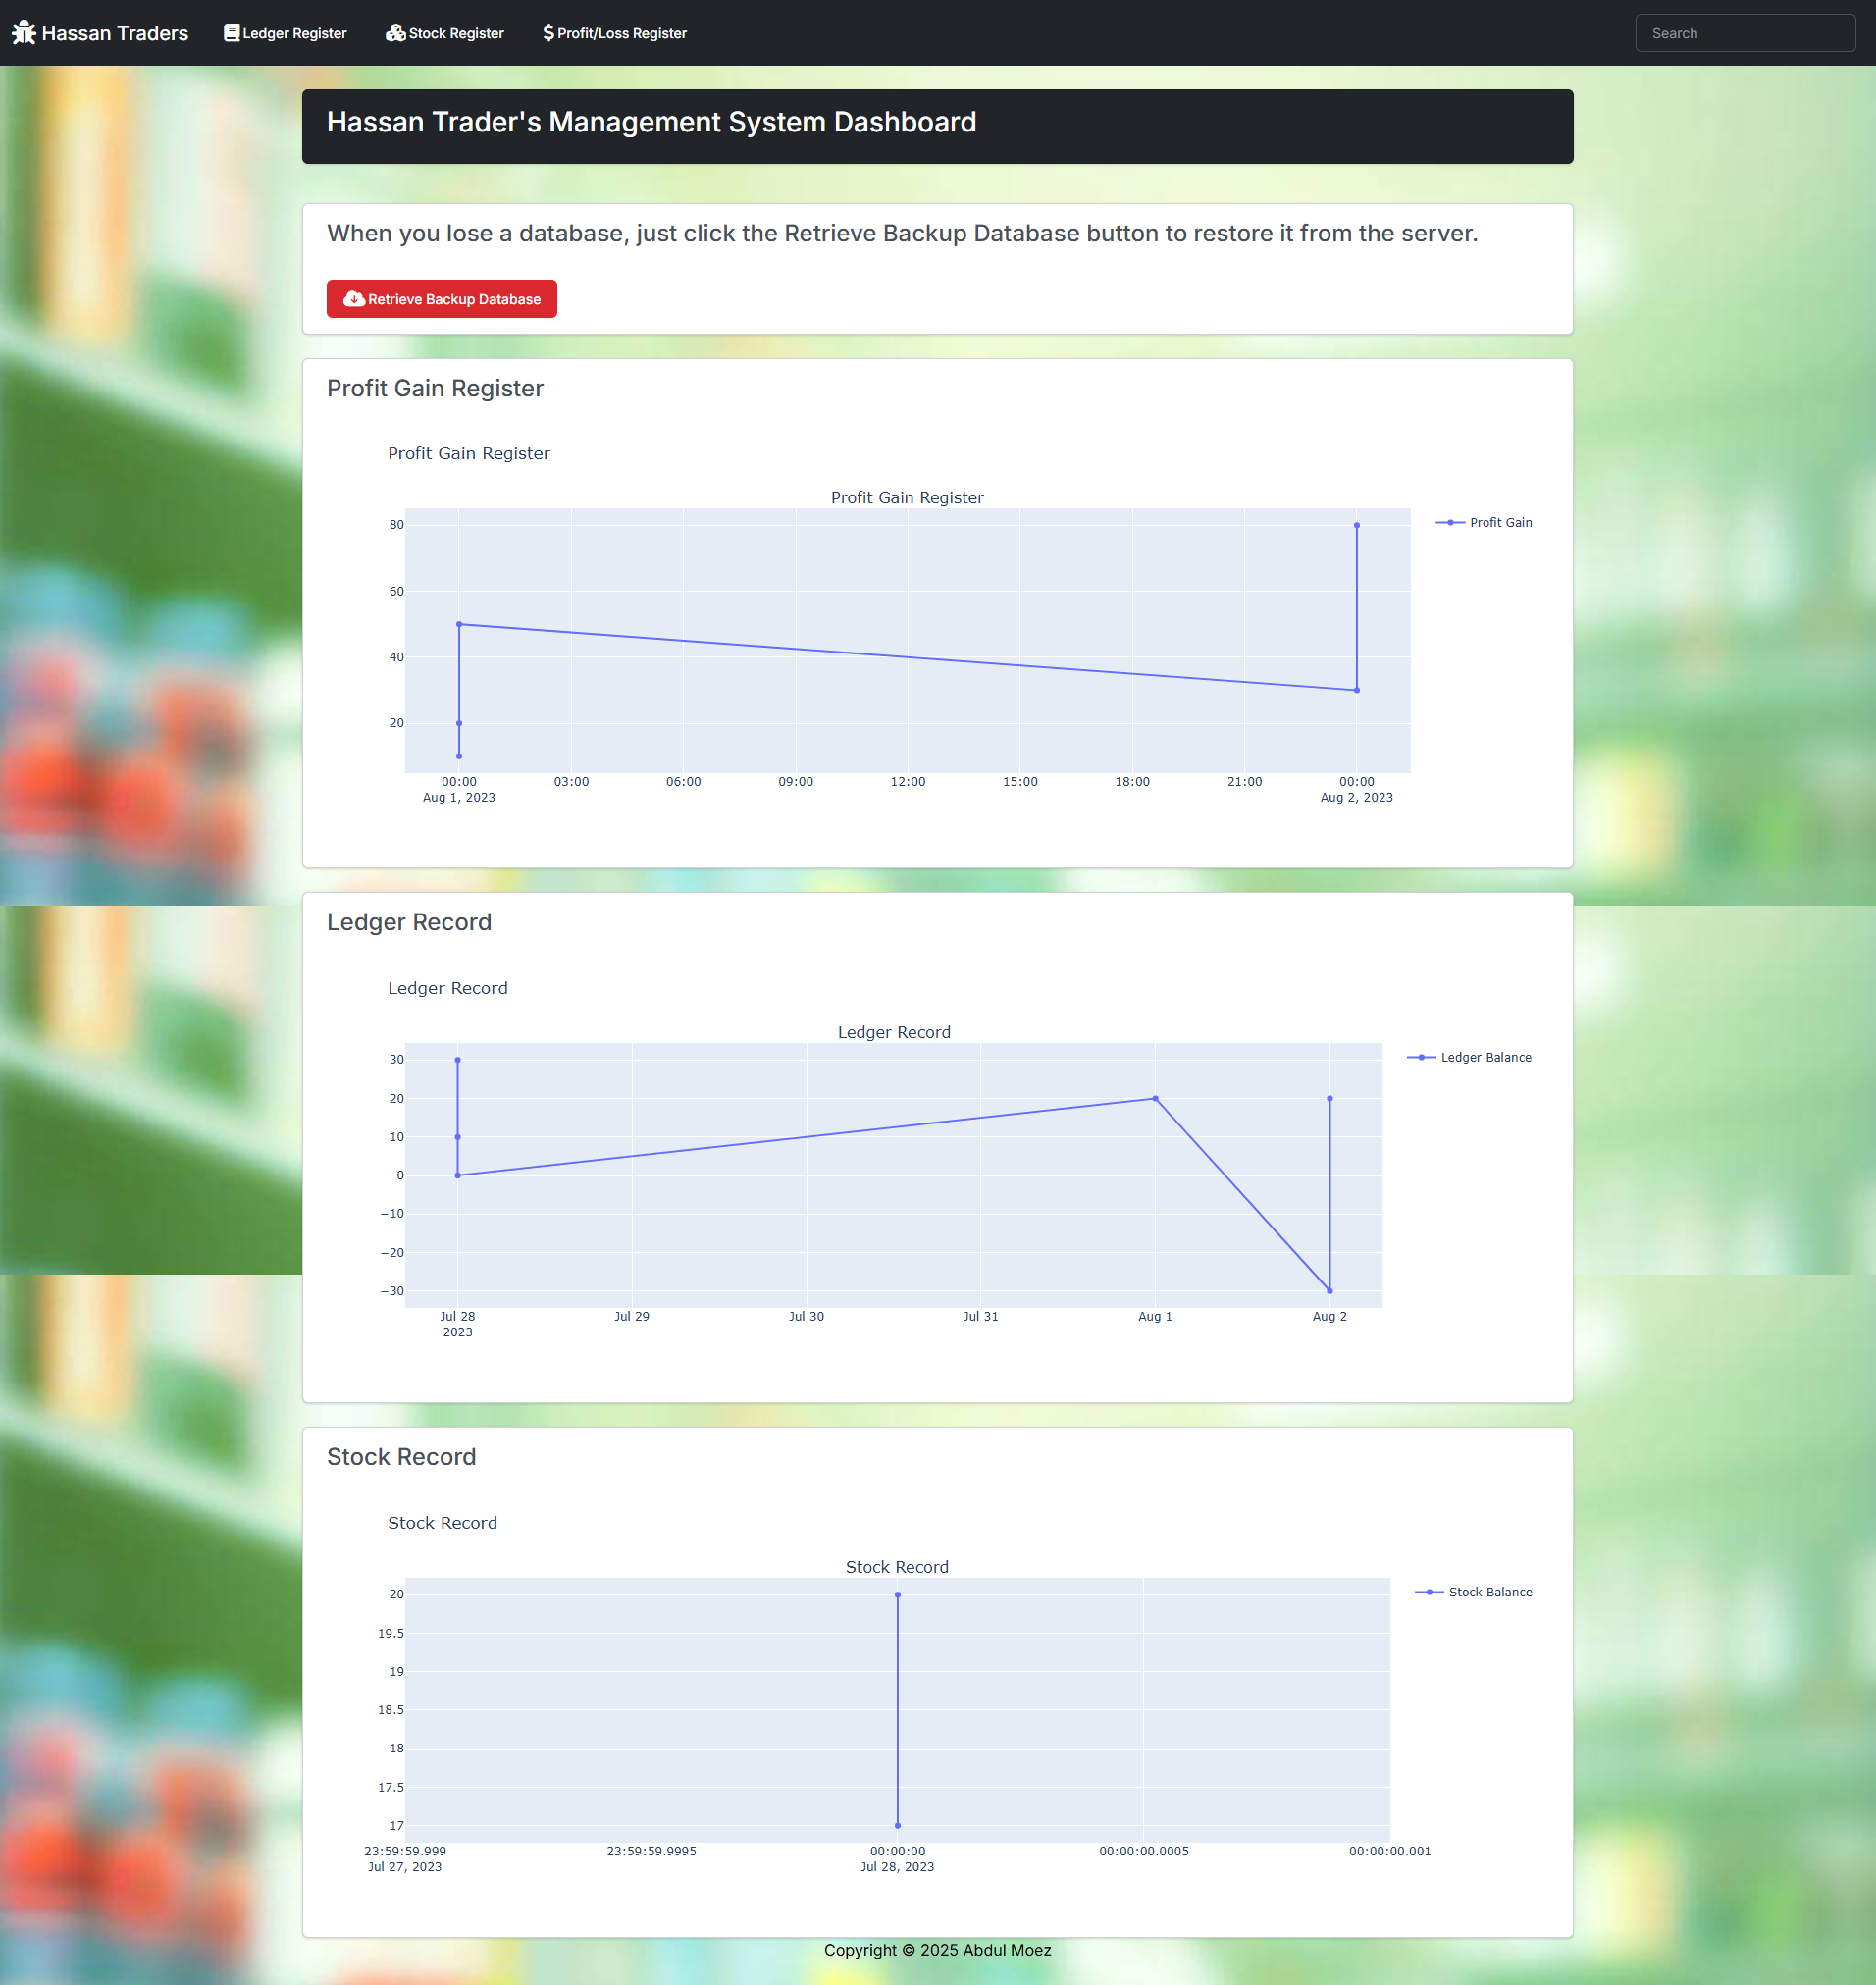 Hassan Traders Ledger Register Stock Register Profit/Loss Register Search
Hassan Trader's Management System Dashboard
When you lose a database, just click the Retrieve Backup Database button to restore it from the server.
Retrieve Backup Database
Profit Gain Register
Profit Gain Register
Profit Gain Register
Profit Gain
80
60
40
20
00:00 03:00 06:00 09:00 12:00 15:00 18:00 21:00 00:00
Aug 1, 2023 Aug 2, 2023
Ledger Record
Ledger Record
Ledger Record
Ledger Balance
30
20
10
0
−10
−20
−30
Jul 28 Jul 29 Jul 30 Jul 31 Aug 1 Aug 2
2023
Stock Record
Stock Record
Stock Record
Stock Balance
20
19.5
19
18.5
18
17.5
17
23:59:59.999 23:59:59.9995 00:00:00 00:00:00.0005 00:00:00.001
Jul 27, 2023 Jul 28, 2023
Copyright © 2025 Abdul Moez